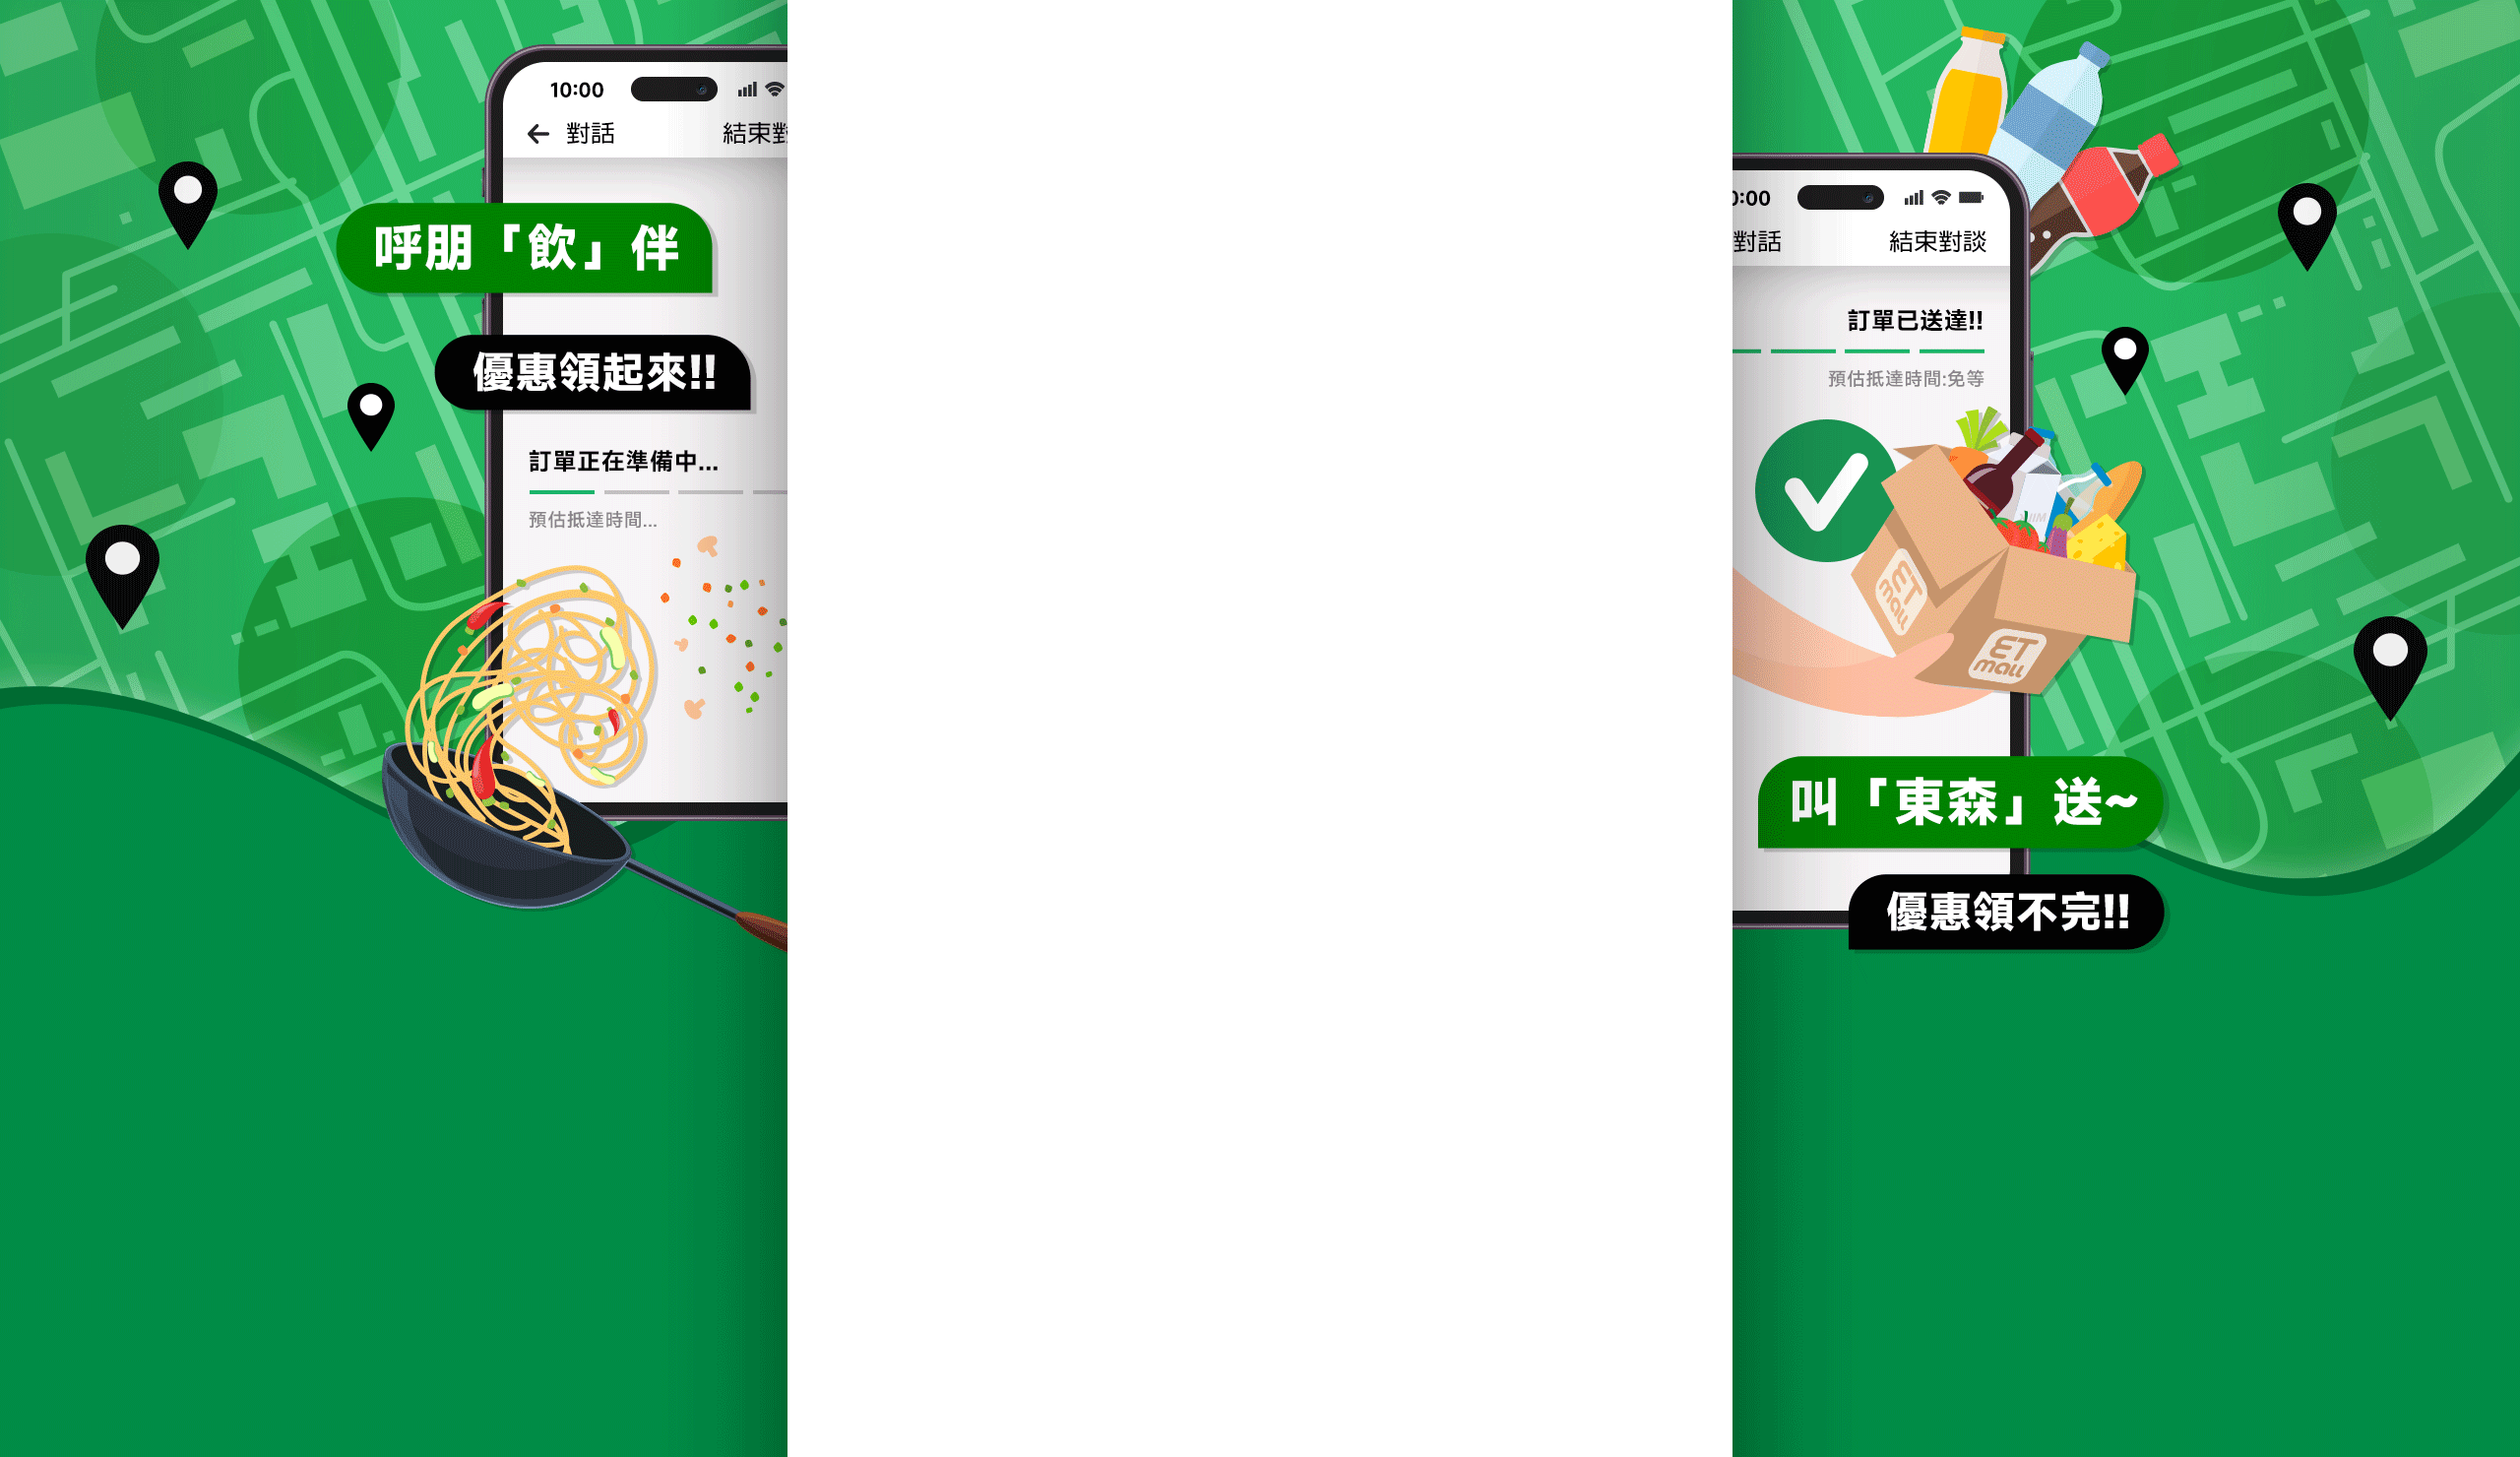 10:00
對話
結束對
呼朋「飲」伴
優惠領起來!!
訂單正在準備中...
預估抵達時間...
0:00
對話
結束對談
訂單已送達!!
預估抵達時間:免等
ET
mall
ET
mall
叫「東森」送~
優惠領不完!!